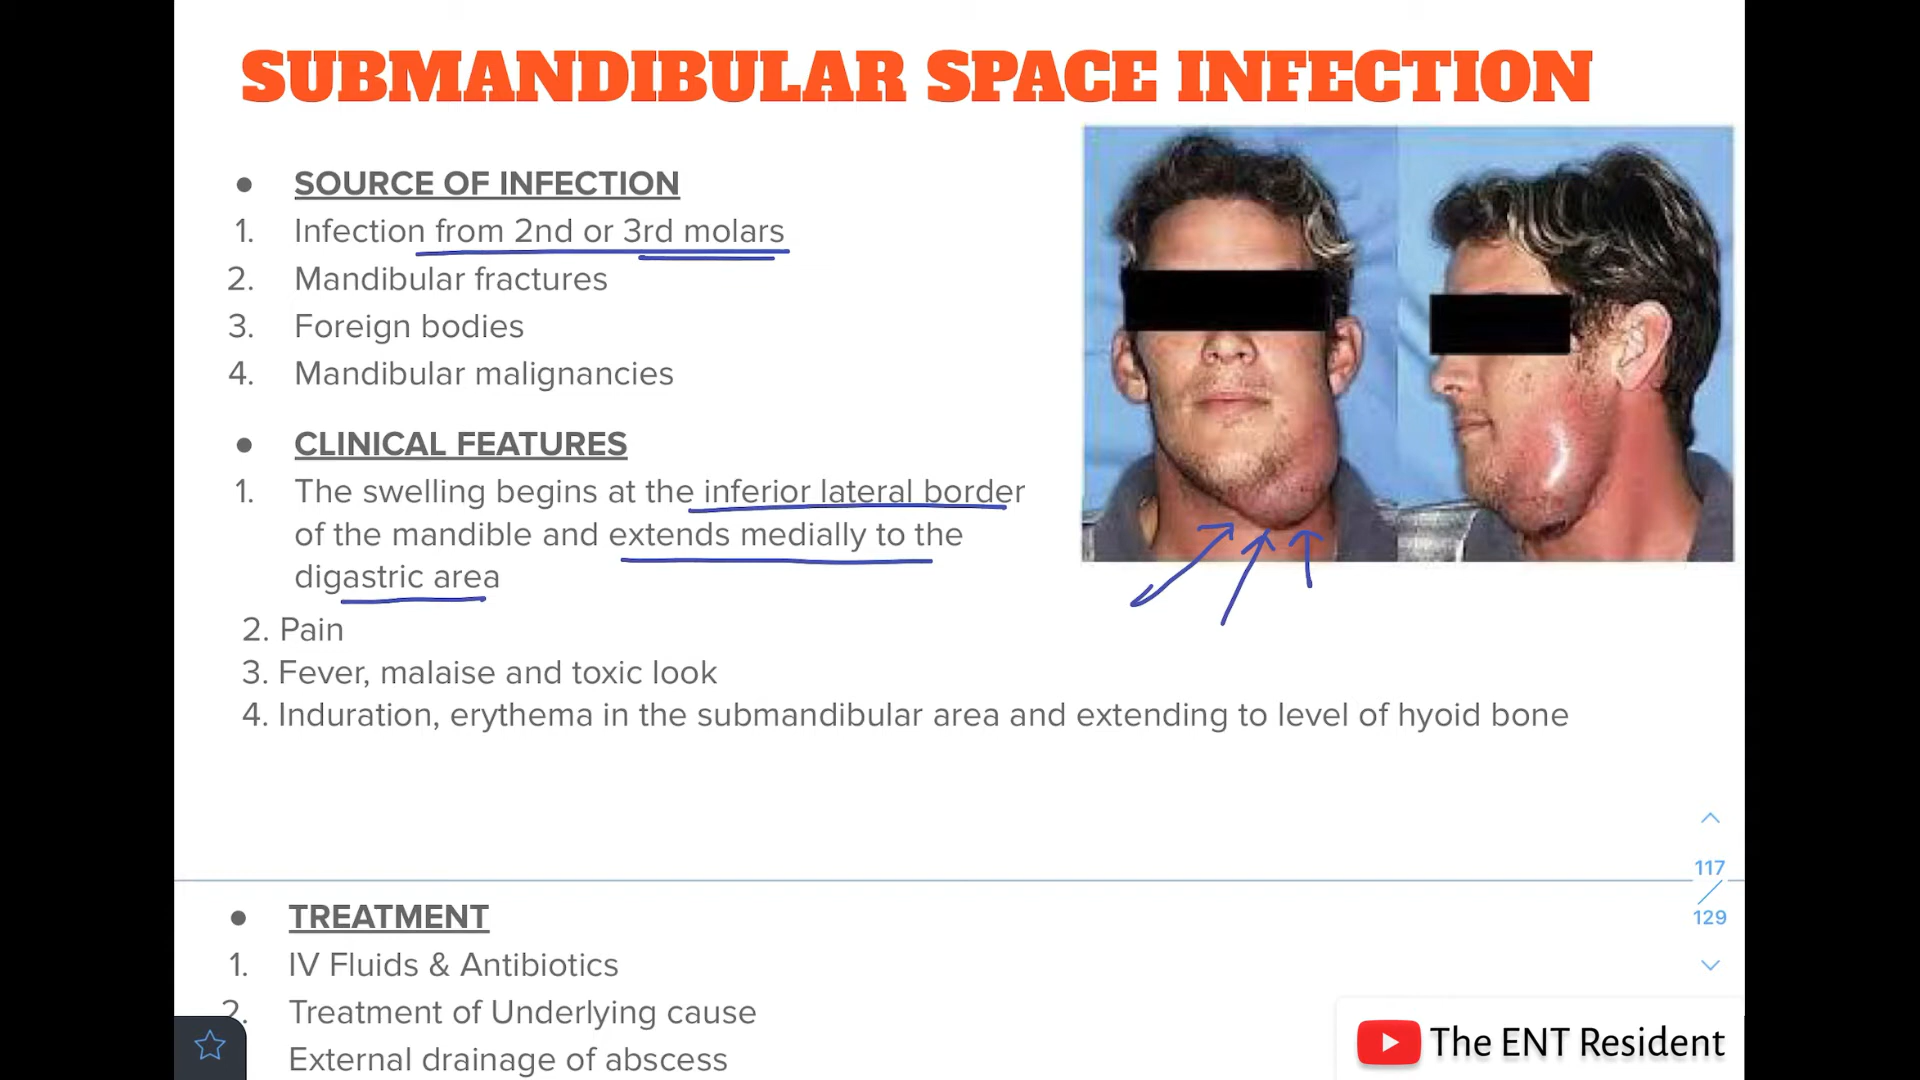 SUBMANDIBULAR SPACE INFECTION
● SOURCE OF INFECTION
1. Infection from 2nd or 3rd molars
2. Mandibular fractures
3. Foreign bodies
4. Mandibular malignancies
● CLINICAL FEATURES
1. The swelling begins at the inferior lateral border
of the mandible and extends medially to the
digastric area
2. Pain
3. Fever, malaise and toxic look
4. Induration, erythema in the submandibular area and extending to level of hyoid bone
117
129
● TREATMENT
1. IV Fluids & Antibiotics
2. Treatment of Underlying cause
External drainage of abscess
The ENT Resident